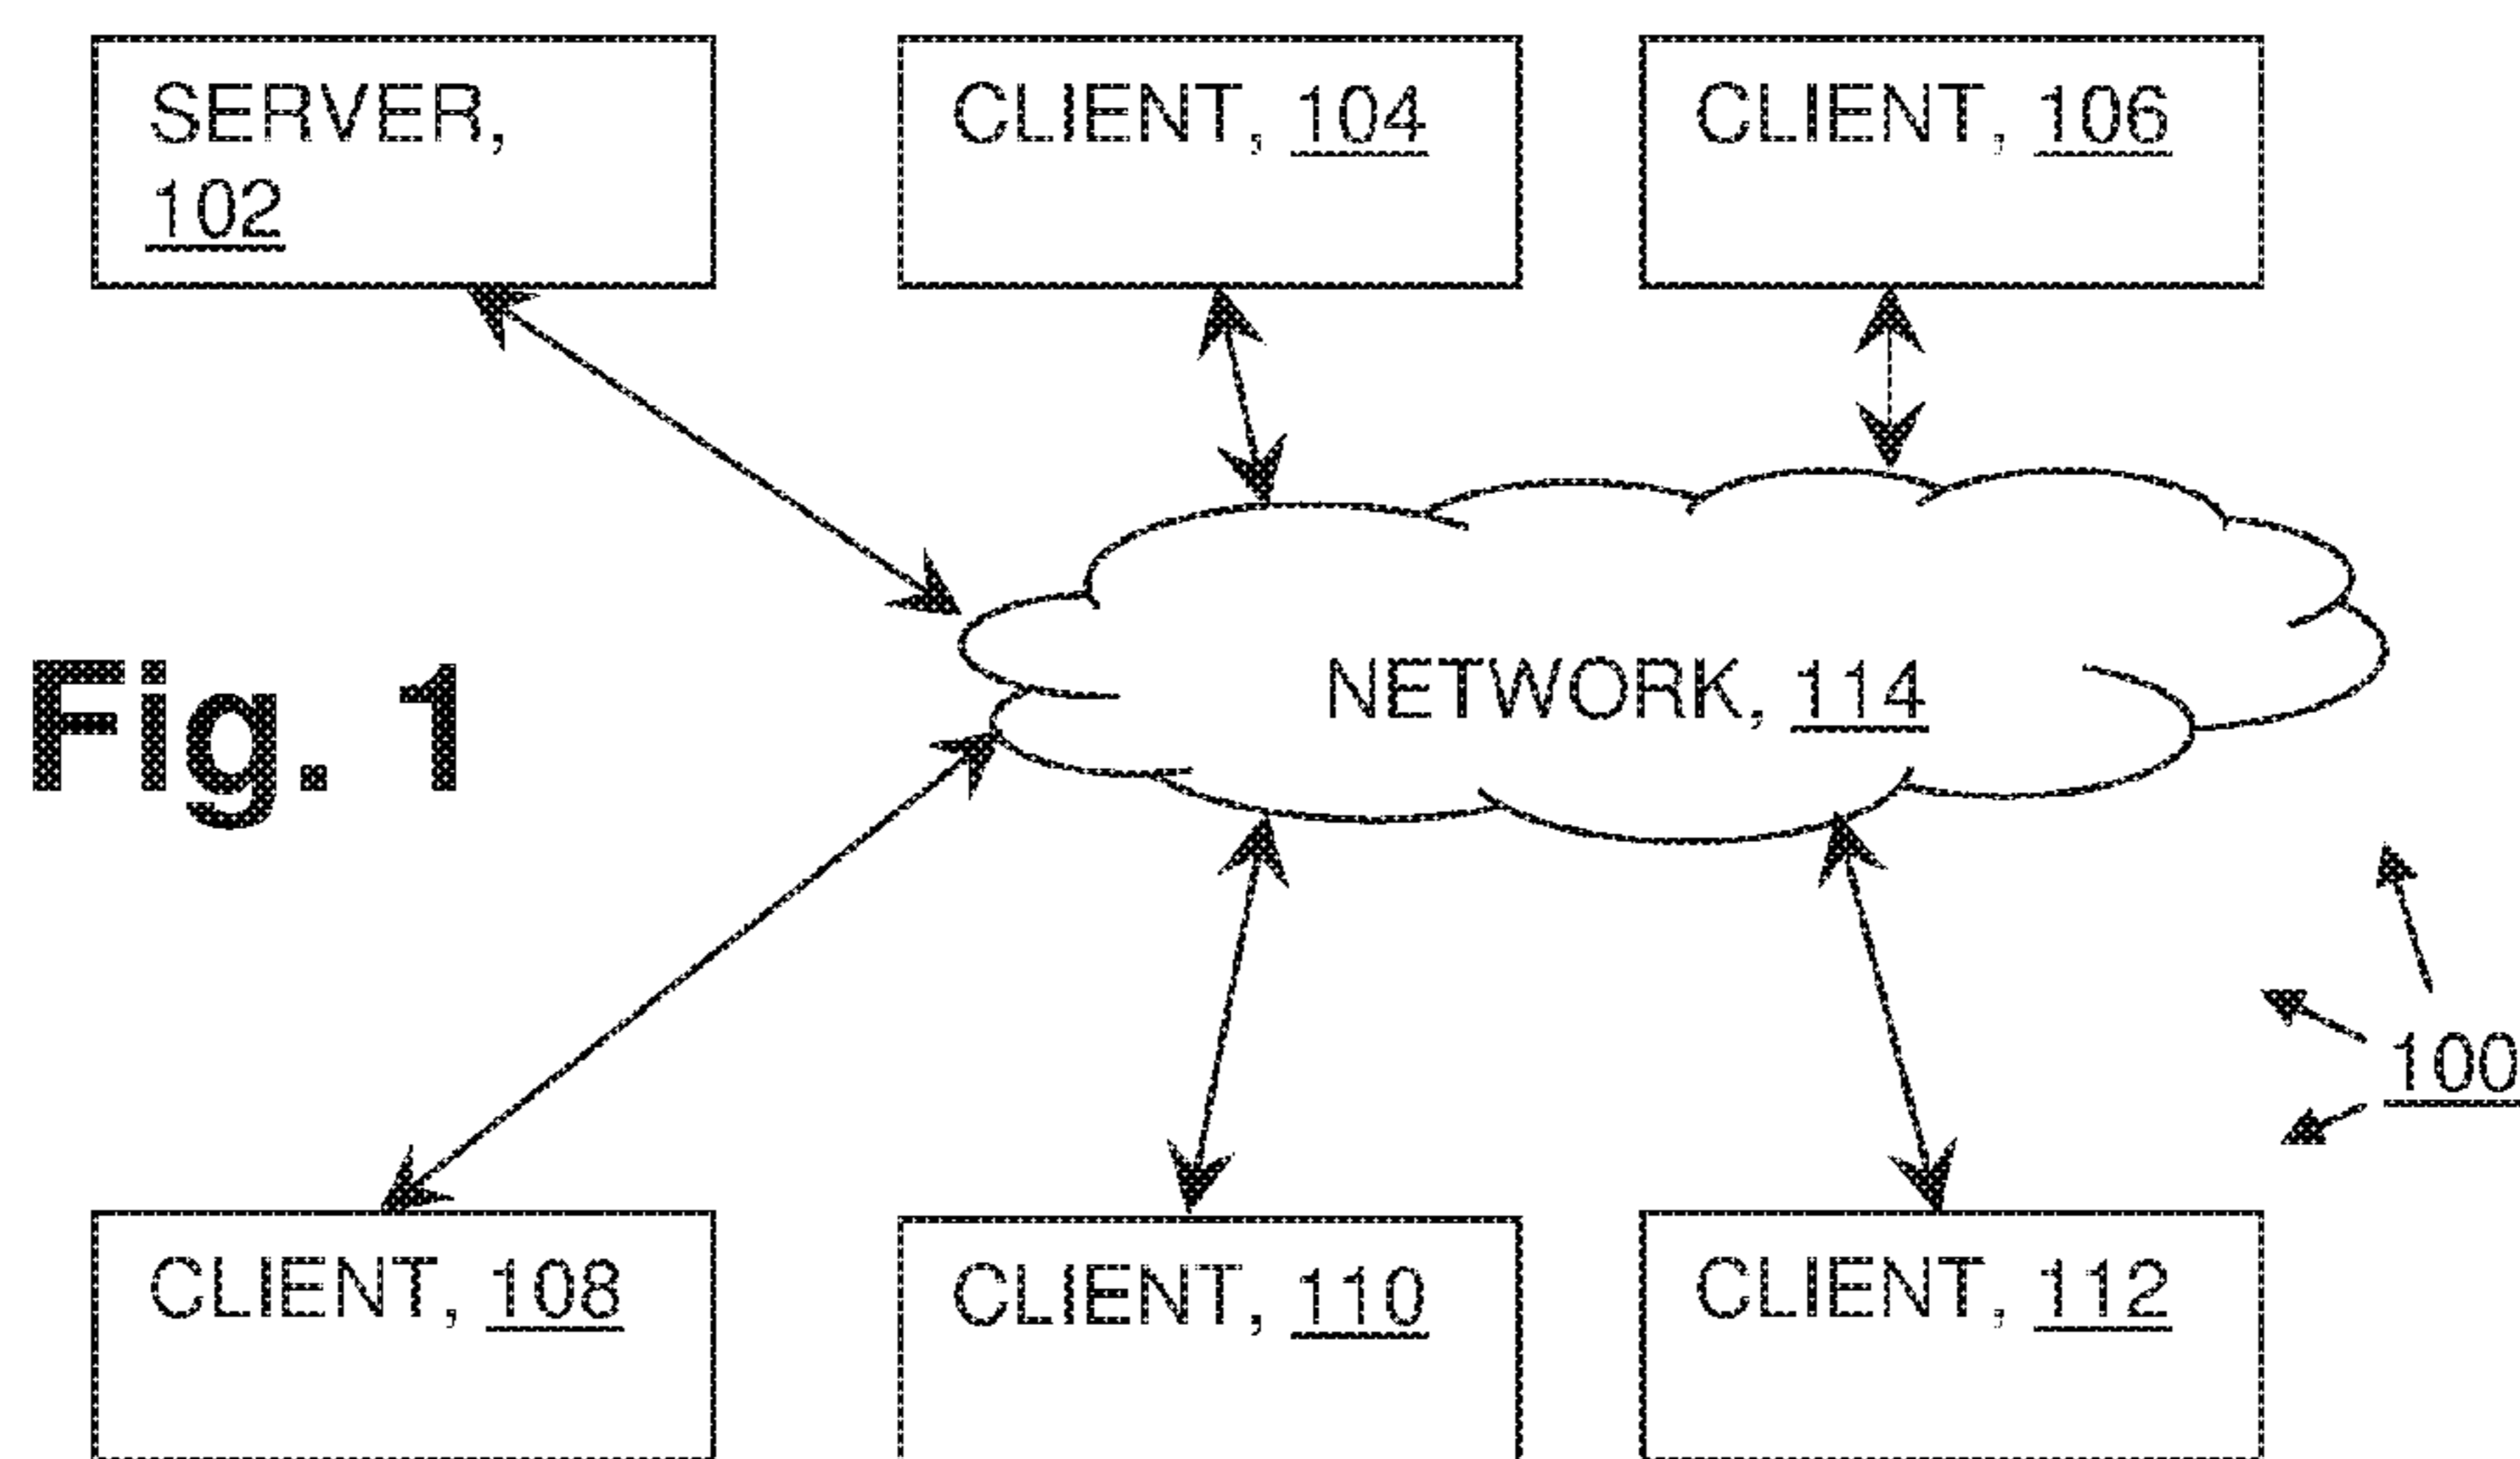 SERVER,
102
CLIENT, 104
CLIENT, 106
Fig. 1
NETWORK, 114
100
CLIENT, 108
CLIENT, 110
CLIENT, 112